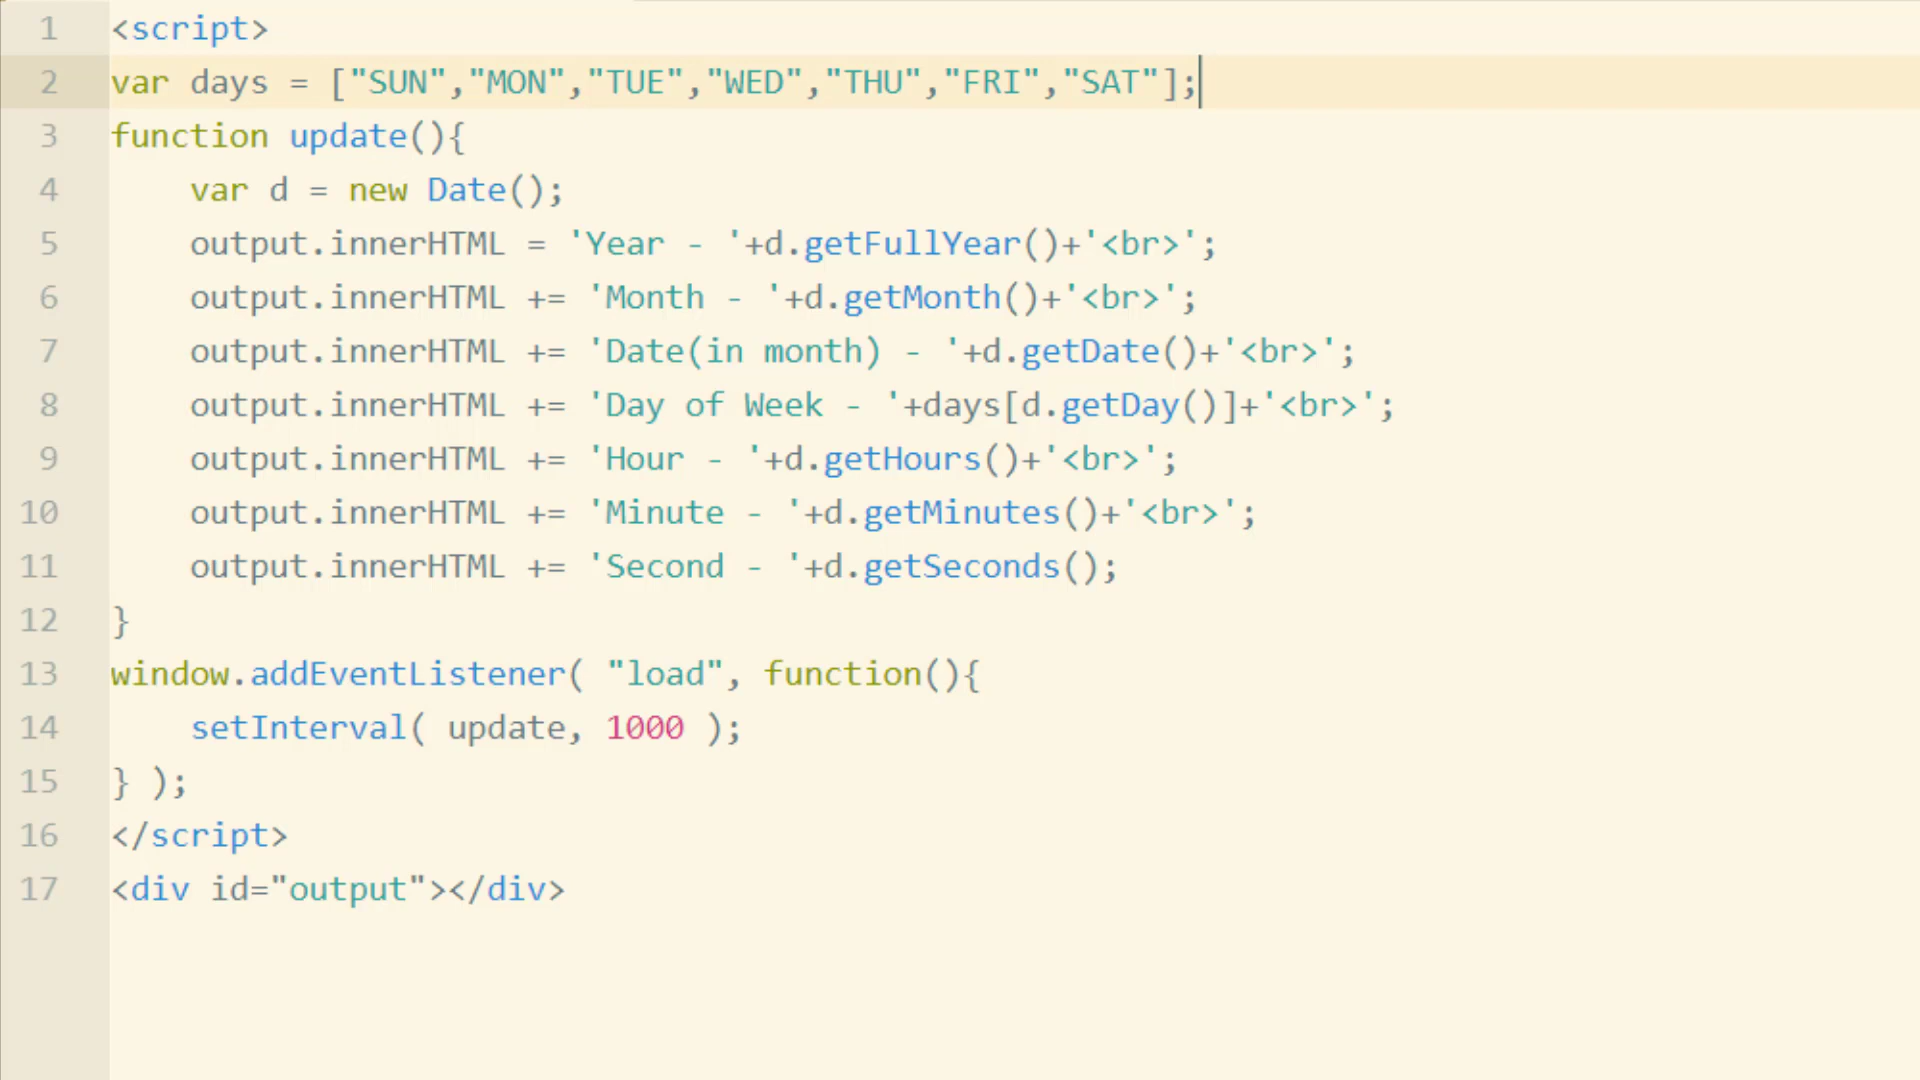 1 <script>
2 var days = ["SUN","MON","TUE","WED","THU","FRI","SAT"];
3 function update(){
4     var d = new Date();
5     output.innerHTML = 'Year - '+d.getFullYear()+'<br>';
6     output.innerHTML += 'Month - '+d.getMonth()+'<br>';
7     output.innerHTML += 'Date(in month) - '+d.getDate()+'<br>';
8     output.innerHTML += 'Day of Week - '+days[d.getDay()]+'<br>';
9     output.innerHTML += 'Hour - '+d.getHours()+'<br>';
10     output.innerHTML += 'Minute - '+d.getMinutes()+'<br>';
11     output.innerHTML += 'Second - '+d.getSeconds();
12 }
13 window.addEventListener( "load", function(){
14     setInterval( update, 1000 );
15 } );
16 </script>
17 <div id="output"></div>